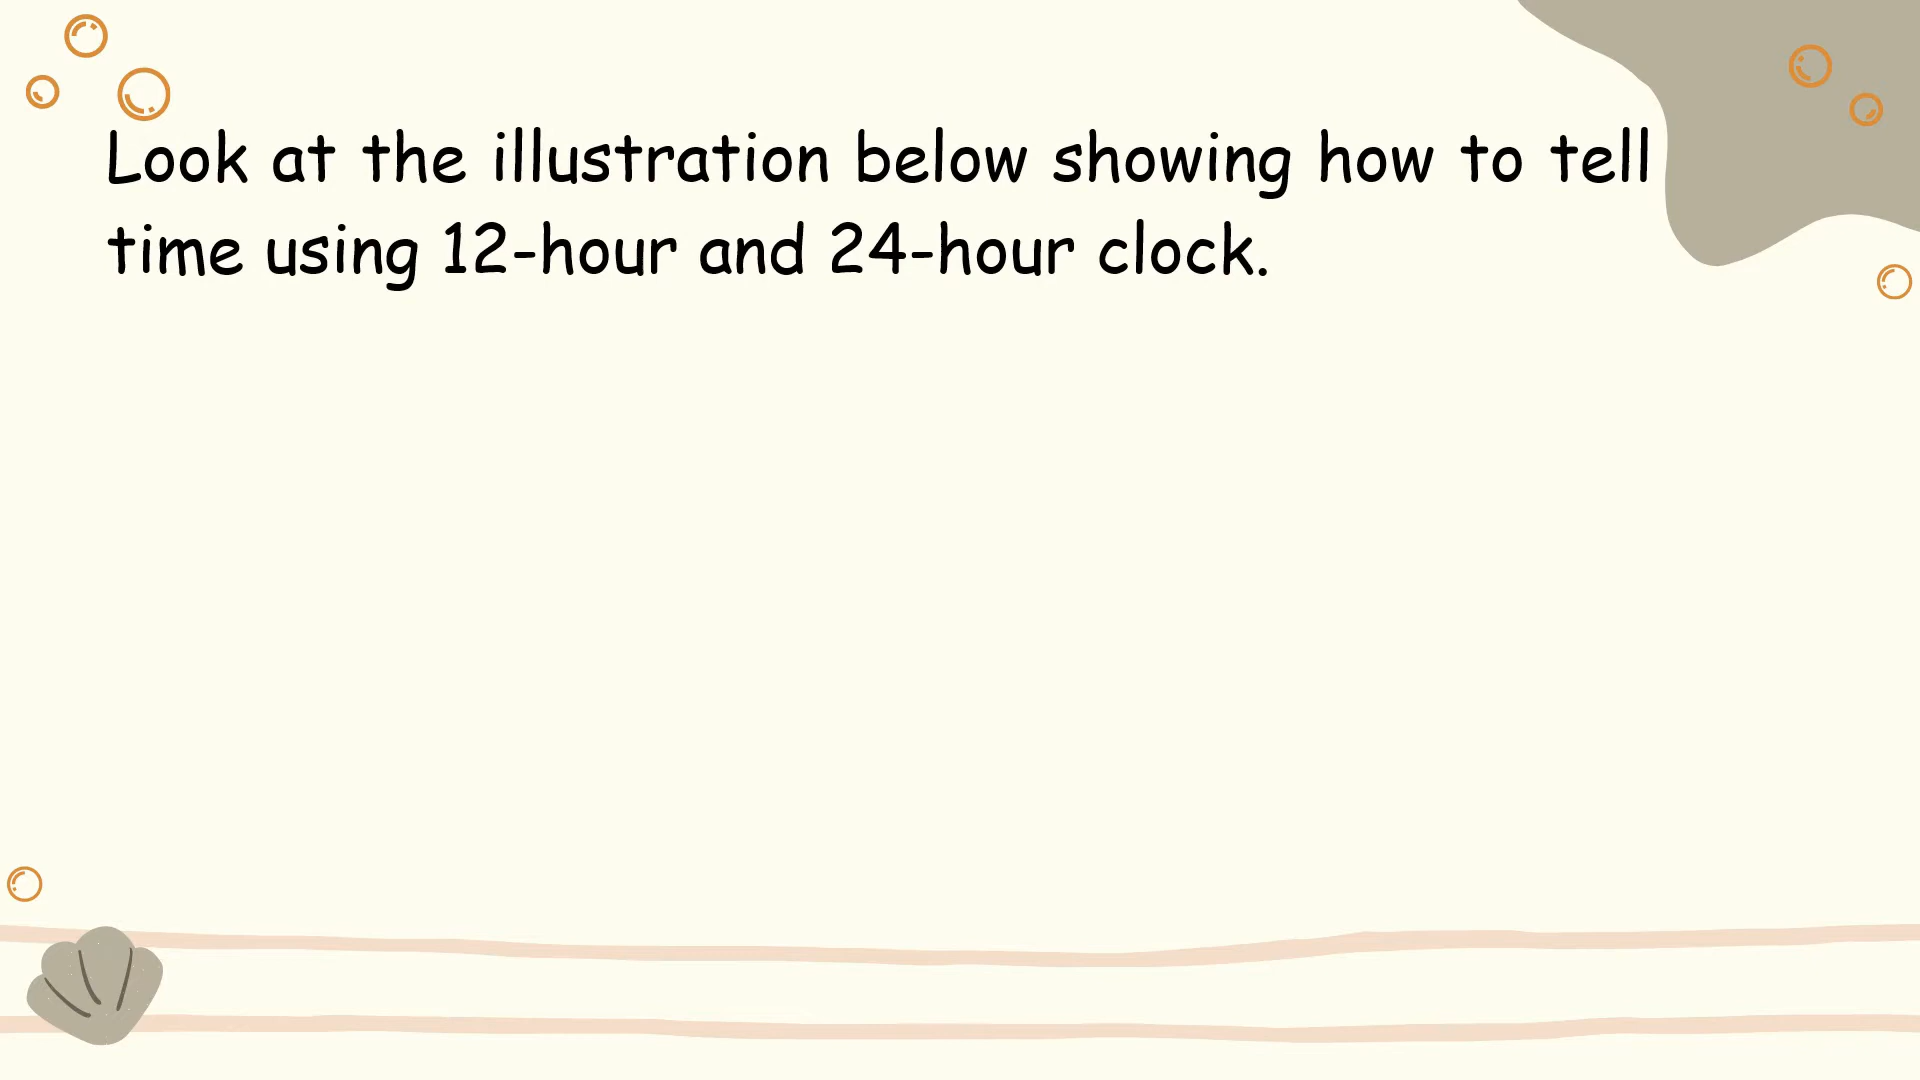 Look at the illustration below showing how to tell
time using 12-hour and 24-hour clock.